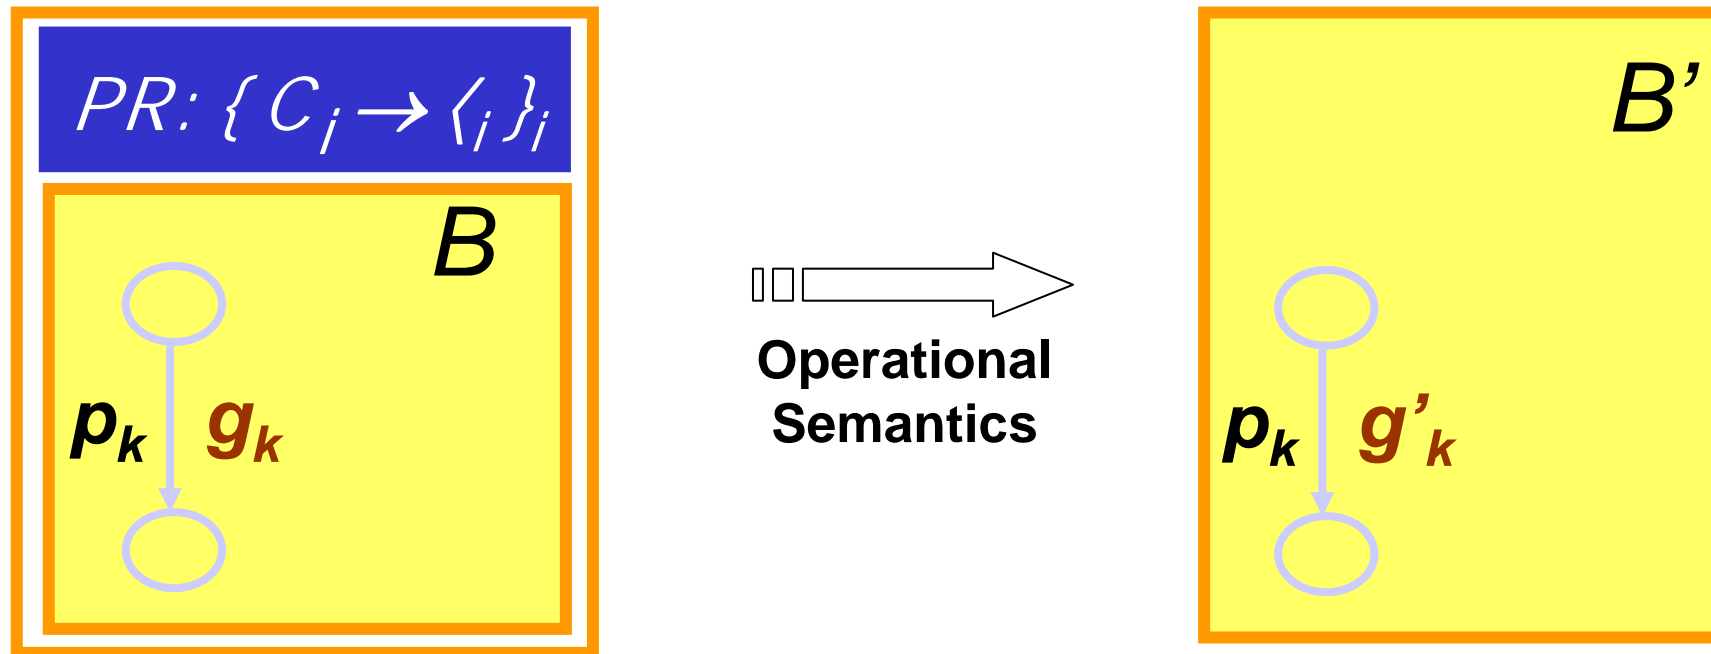 PR: { C_i → ⟨_i }_i
B
p_k g_k
Operational
Semantics
B’
p_k g’_k